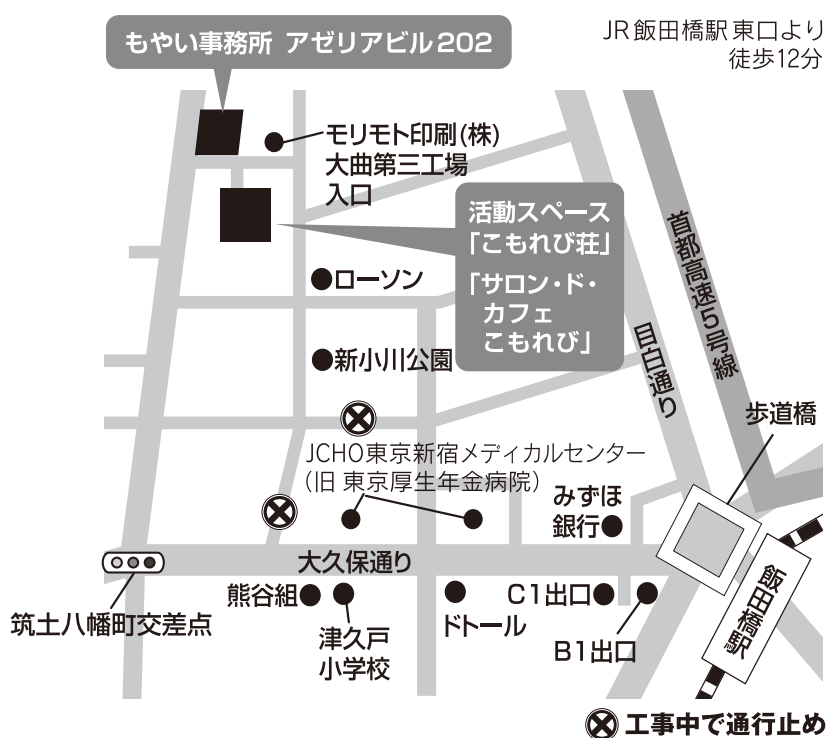 もやい事務所 アゼリアビル202
JR飯田橋駅東口より
徒歩12分
モリモト印刷(株)
大曲第三工場
入口
活動スペース
「こもれび荘」
「サロン・ド・
カフェ
こもれび」
首都高速5号線
ローソン
目白通り
新小川公園
歩道橋
JCHO東京新宿メディカルセンター
(旧 東京厚生年金病院)
みずほ
銀行
大久保通り
飯田橋駅
熊谷組
C1出口
筑土八幡町交差点
津久戸
小学校
ドトール
B1出口
工事中で通行止め